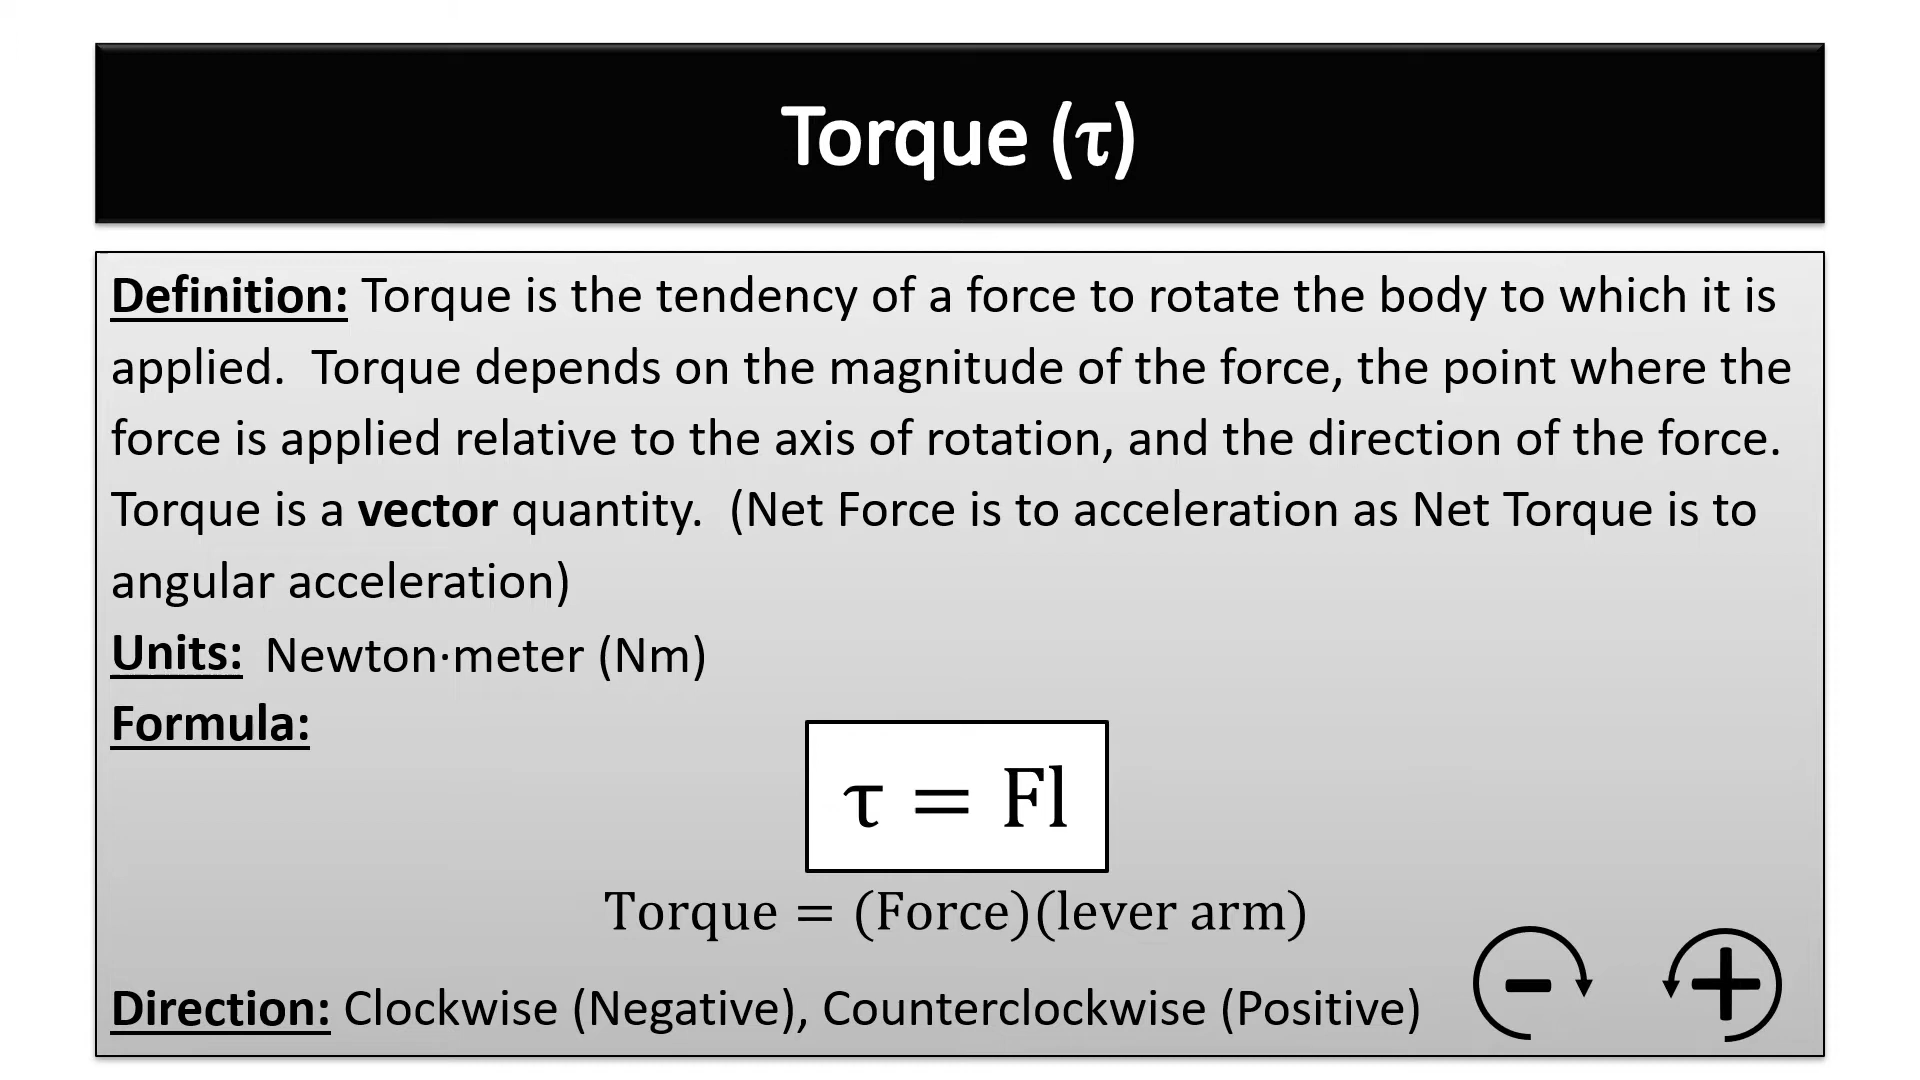 Torque (τ)
Definition: Torque is the tendency of a force to rotate the body to which it is
applied.  Torque depends on the magnitude of the force, the point where the
force is applied relative to the axis of rotation, and the direction of the force.
Torque is a vector quantity.  (Net Force is to acceleration as Net Torque is to
angular acceleration)
Units: Newton·meter (Nm)
Formula:
τ = Fl
Torque = (Force)(lever arm)
Direction: Clockwise (Negative), Counterclockwise (Positive)
- +